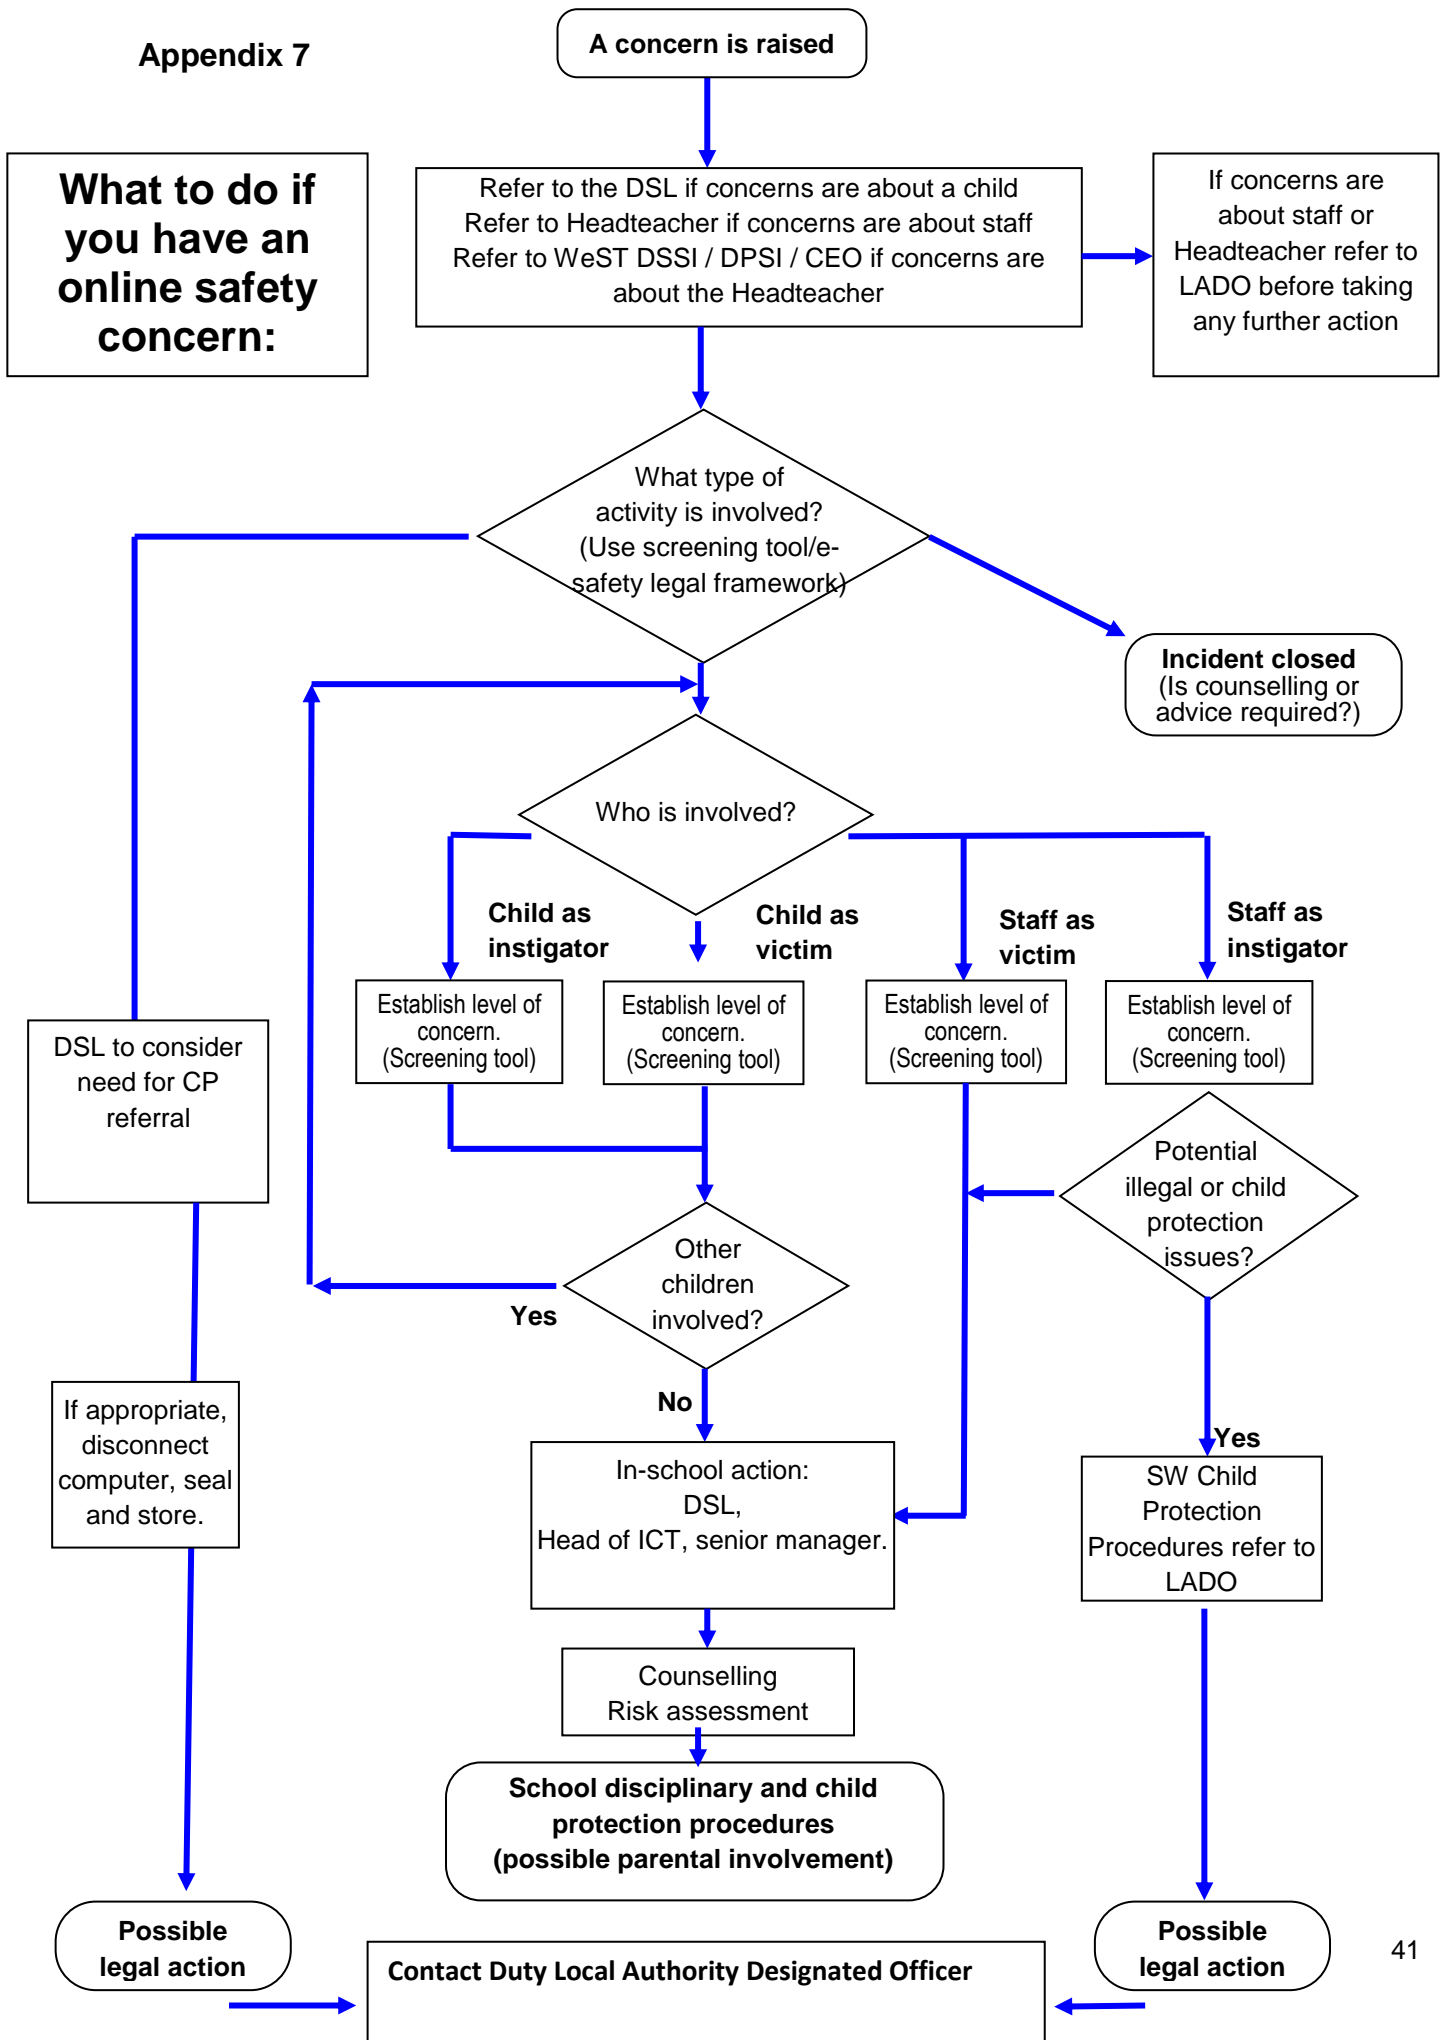 Appendix 7
A concern is raised
What to do if
you have an
online safety
concern:
Refer to the DSL if concerns are about a child
Refer to Headteacher if concerns are about staff
Refer to WeST DSSI / DPSI / CEO if concerns are
about the Headteacher
If concerns are
about staff or
Headteacher refer to
LADO before taking
any further action
What type of
activity is involved?
(Use screening tool/e-
safety legal framework)
Incident closed
(Is counselling or
advice required?)
Who is involved?
Child as
instigator
Child as
victim
Staff as
victim
Staff as
instigator
Establish level of
concern.
(Screening tool)
Establish level of
concern.
(Screening tool)
Establish level of
concern.
(Screening tool)
Establish level of
concern.
(Screening tool)
DSL to consider
need for CP
referral
Potential
illegal or child
protection
issues?
Other
children
involved?
Yes
No
Yes
If appropriate,
disconnect
computer, seal
and store.
In-school action:
DSL,
Head of ICT, senior manager.
SW Child
Protection
Procedures refer to
LADO
Counselling
Risk assessment
School disciplinary and child
protection procedures
(possible parental involvement)
Possible
legal action
Possible
legal action
Contact Duty Local Authority Designated Officer
41